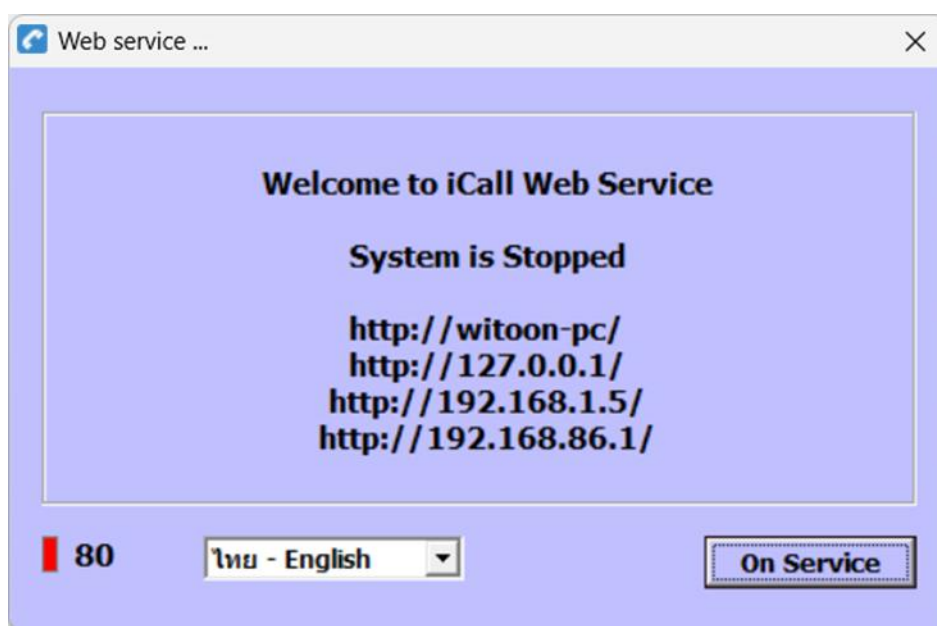 Web service ...
Welcome to iCall Web Service
System is Stopped
http://witoon-pc/
http://127.0.0.1/
http://192.168.1.5/
http://192.168.86.1/
80
ไทย - English
On Service